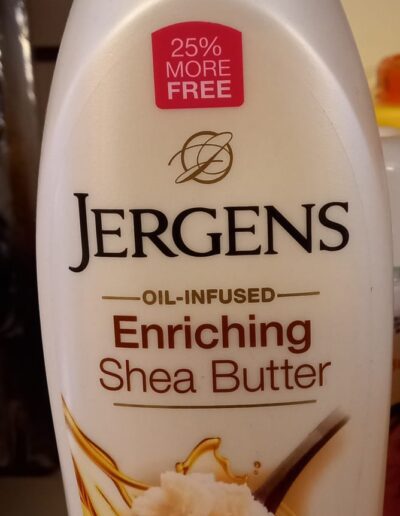 25%
MORE
FREE
JERGENS
OIL-INFUSED
Enriching
Shea Butter